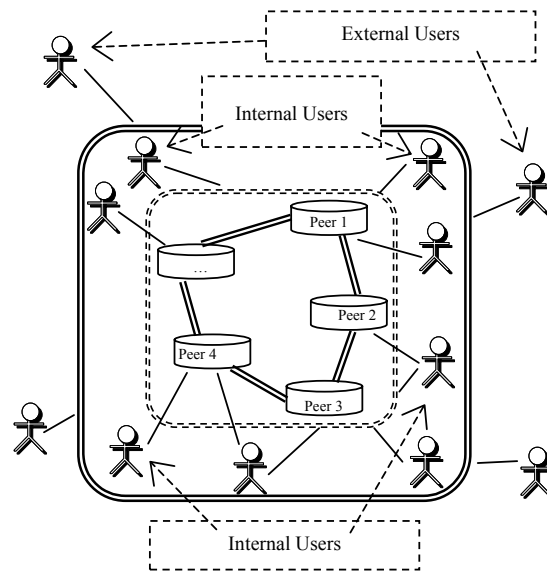 External Users
Internal Users
Peer 1
…
Peer 2
Peer 4
Peer 3
Internal Users